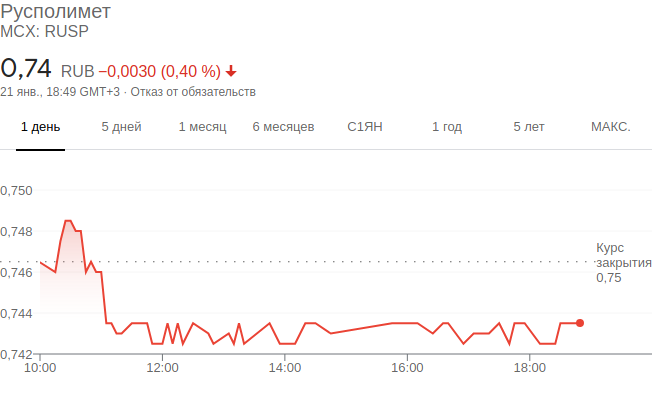 Русполимет
MCX: RUSP
0,74 RUB −0,0030 (0,40 %)
21 янв., 18:49 GMT+3 · Отказ от обязательств
1 день 5 дней 1 месяц 6 месяцев С1ЯН 1 год 5 лет МАКС.
0,750
0,748
Курс
закрытия
0,75
0,746
0,744
0,742
10:00 12:00 14:00 16:00 18:00